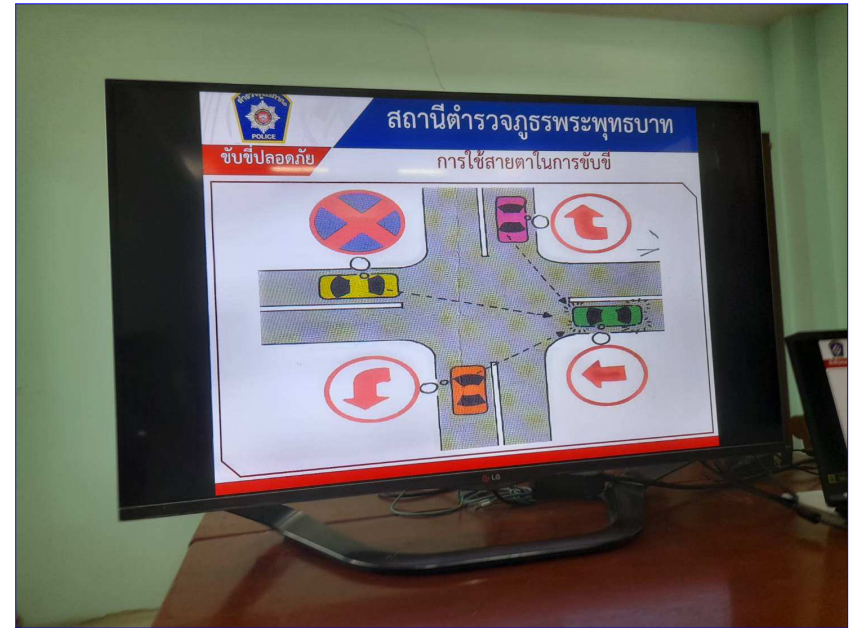 POLICE
สถานีตำรวจภูธรพระพุทธบาท
ขับขี่ปลอดภัย
การใช้สายตาในการขับขี่
LG